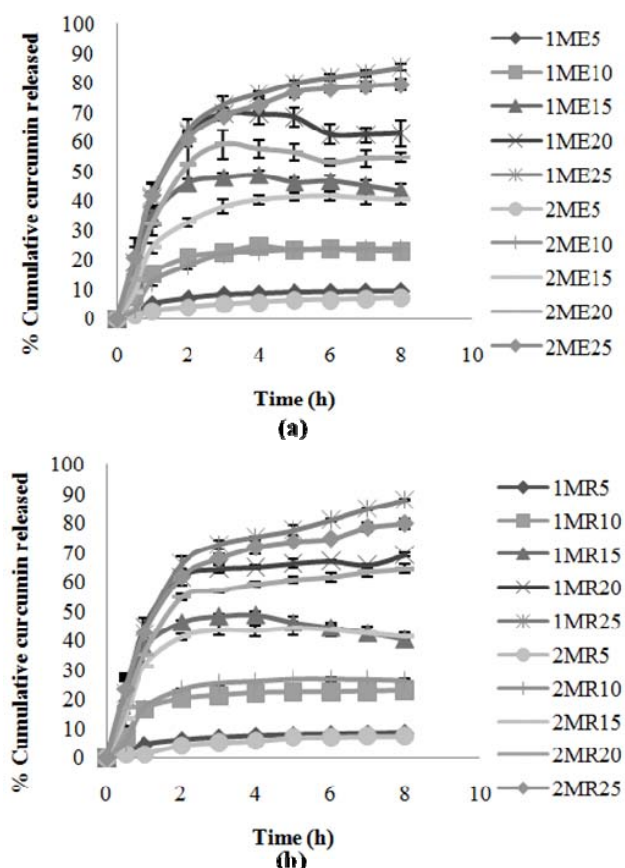 100
90
80
70
60
50
40
30
20
10
0
% Cumulative curcumin released
0 2 4 6 8 10
Time (h)
(a)
1ME5
1ME10
1ME15
1ME20
1ME25
2ME5
2ME10
2ME15
2ME20
2ME25
100
90
80
70
60
50
40
30
20
10
0
% Cumulative curcumin released
0 2 4 6 8 10
Time (h)
(b)
1MR5
1MR10
1MR15
1MR20
1MR25
2MR5
2MR10
2MR15
2MR20
2MR25